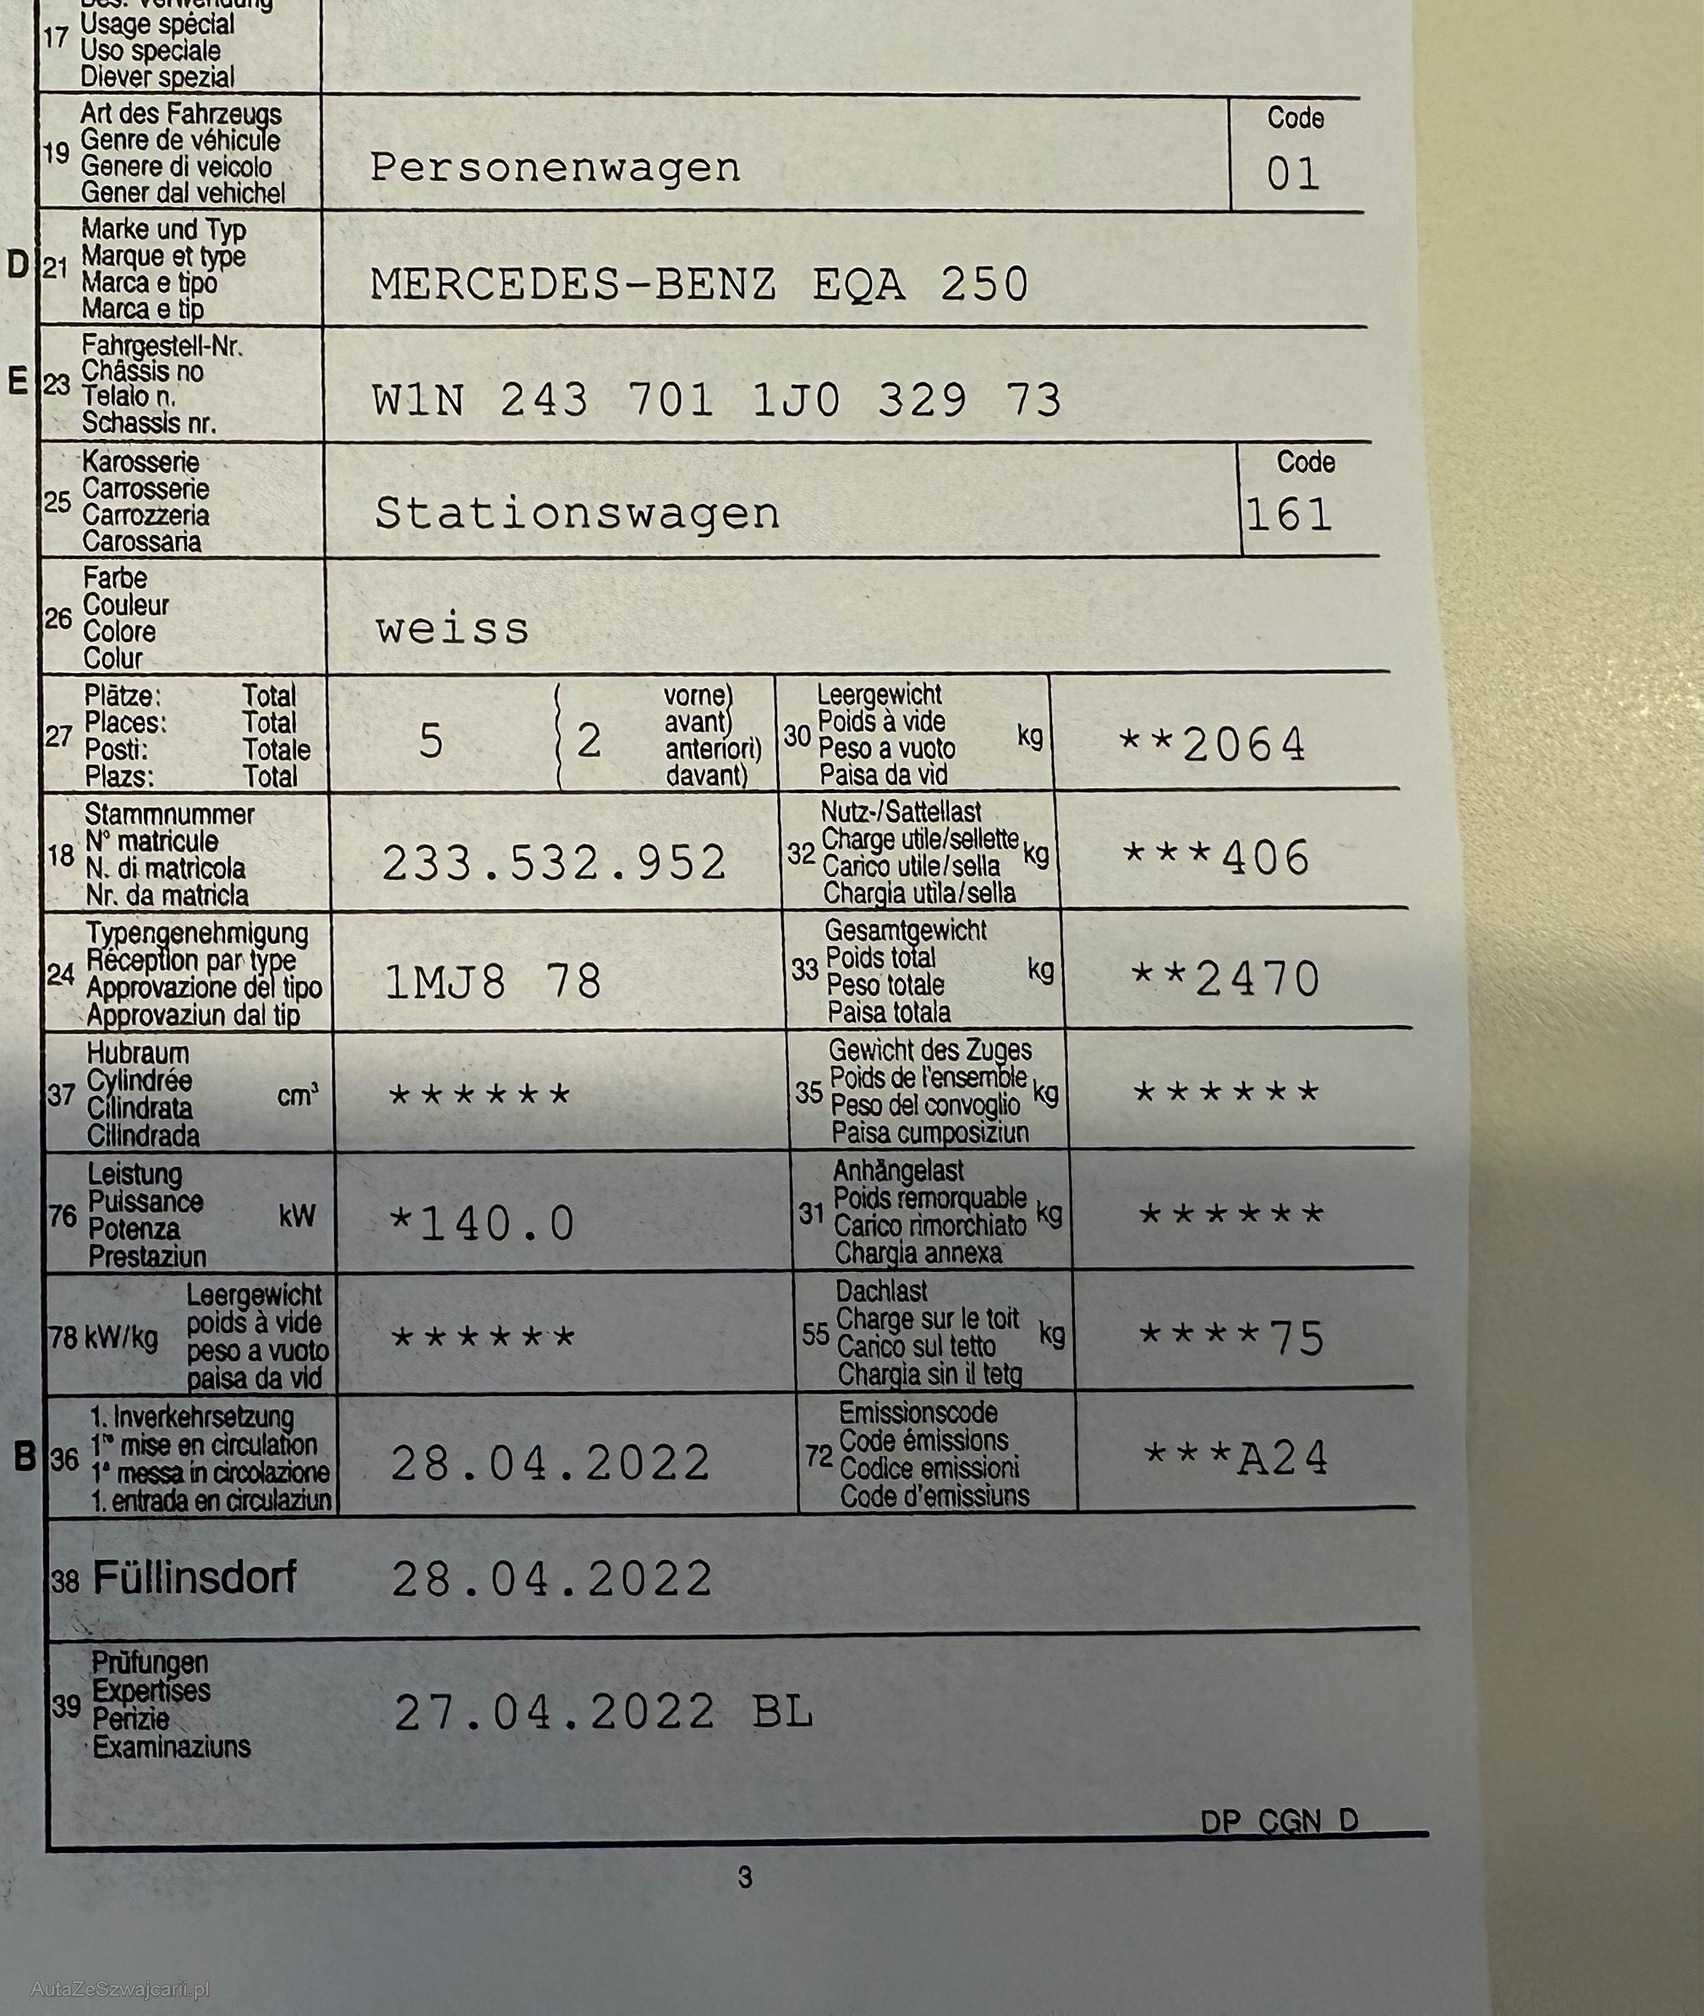 Bes. Verwendung
17 Usage spécial
Uso speciale
Diever spezial
19 Art des Fahrzeugs
Genre de véhicule
Genere di veicolo
Gener dal vehichel
Personenwagen
Code
01
D 21 Marke und Typ
Marque et type
Marca e tipo
Marca e tip
MERCEDES-BENZ EQA 250
E 23 Fahrgestell-Nr.
Châssis no
Telaio n.
Schassis nr.
W1N 243 701 1J0 329 73
25 Karosserie
Carrosserie
Carrozzeria
Carossaria
Stationswagen
Code
161
26 Farbe
Couleur
Colore
Colur
weiss
27 Plätze: Total
Places: Total
Posti: Totale
Plazs: Total
5 ( 2 vorne)
avant)
anteriori)
davant)
30 Leergewicht
Poids à vide
Peso a vuoto
Paisa da vid
kg
**2064
18 Stammnummer
N° matricule
N. di matricola
Nr. da matricla
233.532.952
32 Nutz-/Sattellast
Charge utile/sellette
Carico utile/sella
Chargia utila/sella
kg
***406
24 Typengenehmigung
Réception par type
Approvazione del tipo
Approvaziun dal tip
1MJ8 78
33 Gesamtgewicht
Poids total
Peso totale
Paisa totala
kg
**2470
37 Hubraum
Cylindrée
Cilindrata
Cilindrada
cm³
******
35 Gewicht des Zuges
Poids de l'ensemble
Peso del convoglio
Paisa cumposiziun
kg
******
76 Leistung
Puissance
Potenza
Prestaziun
kW
*140.0
31 Anhängelast
Poids remorquable
Carico rimorchiato
Chargia annexa
kg
******
78 kW/kg Leergewicht
poids à vide
peso a vuoto
paisa da vid
******
55 Dachlast
Charge sur le toit
Carico sul tetto
Chargia sin il tetg
kg
****75
B 36 1. Inverkehrsetzung
1re mise en circulation
1a messa in circolazione
1. entrada en circulaziun
28.04.2022
72 Emissionscode
Code émissions
Codice emissioni
Code d'emissiuns
***A24
38 Füllinsdorf 28.04.2022
39 Prüfungen
Expertises
Perizie
Examinaziuns
27.04.2022 BL
DP CGN D
3
AutaZeSzwajcarii.pl